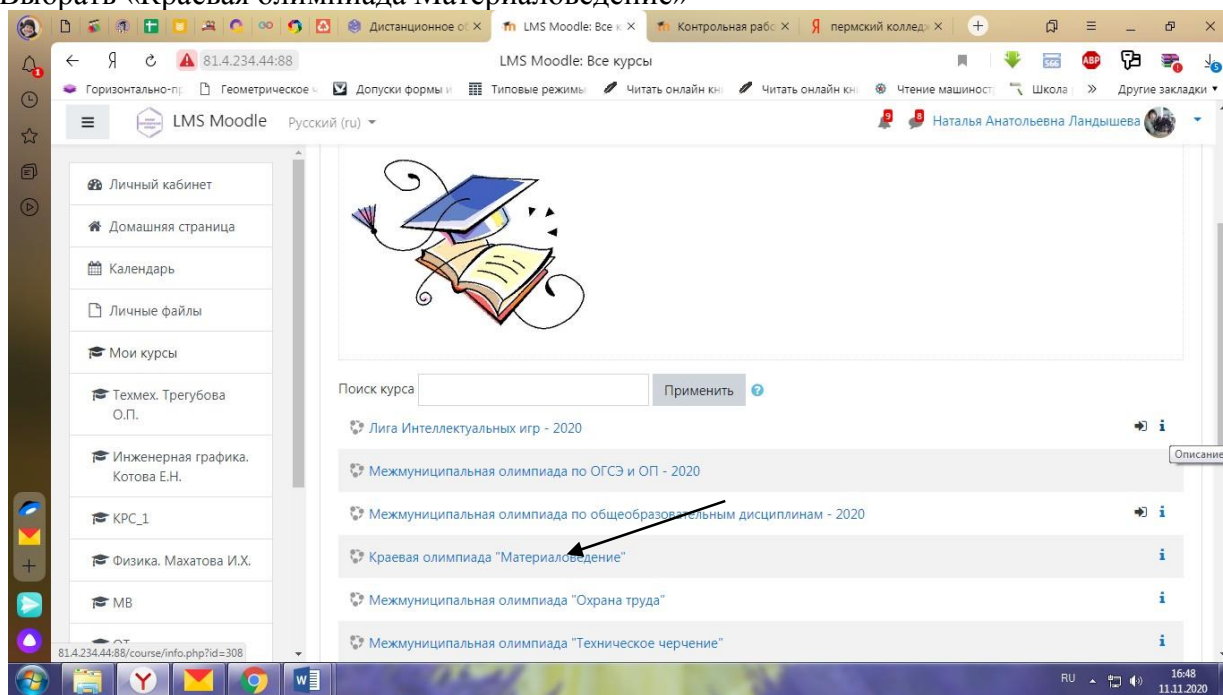 Выбрать «Краевая олимпиада Материаловедение»
Дистанционное о LMS Moodle: Все к Контрольная рабо пермский коллед
81.4.234.44:88 LMS Moodle: Все курсы
Геометрическое Допуски формы и Типовые режимы Читать онлайн кн Читать онлайн кн Чтение машиност Школа » Другие закладки
LMS Moodle Русский (ru) 9 8 Наталья Анатольевна Ландышева
Личный кабинет
Домашняя страница
Календарь
Личные файлы
Мои курсы
Техмех. Трегубова
О.П.
Инженерная графика.
Котова Е.Н.
КРС_1
Физика. Махатова И.Х.
МВ
ОТ
Поиск курса Применить
Лига Интеллектуальных игр - 2020
Описание
Межмуниципальная олимпиада по ОГСЭ и ОП - 2020
Межмуниципальная олимпиада по общеобразовательным дисциплинам - 2020
Краевая олимпиада "Материаловедение"
Межмуниципальная олимпиада "Охрана труда"
Межмуниципальная олимпиада "Техническое черчение"
81.4.234.44:88/course/info.php?id=308
RU 16:48
11.11.2020